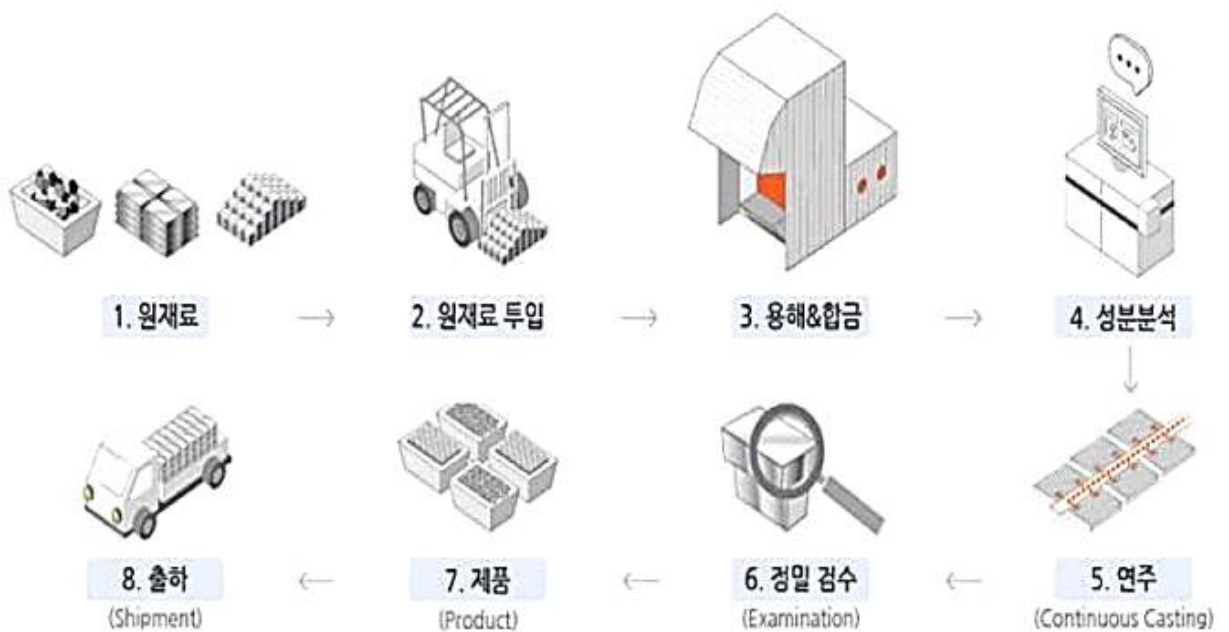 1. 원재료 → 2. 원재료 투입 → 3. 용해&합금 → 4. 성분분석
↓
8. 출하 ← 7. 제품 ← 6. 정밀 검수 ← 5. 연주
(Shipment) (Product) (Examination) (Continuous Casting)